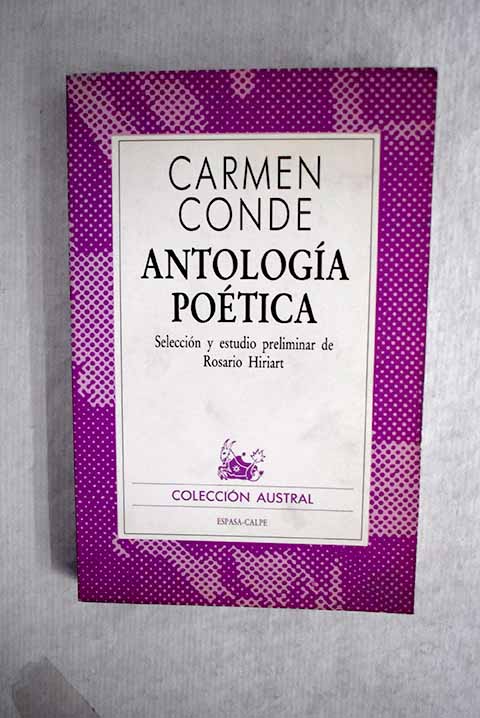 CARMEN
CONDE
ANTOLOGÍA
POÉTICA
Selección y estudio preliminar de
Rosario Hiriart
COLECCIÓN AUSTRAL
ESPASA-CALPE